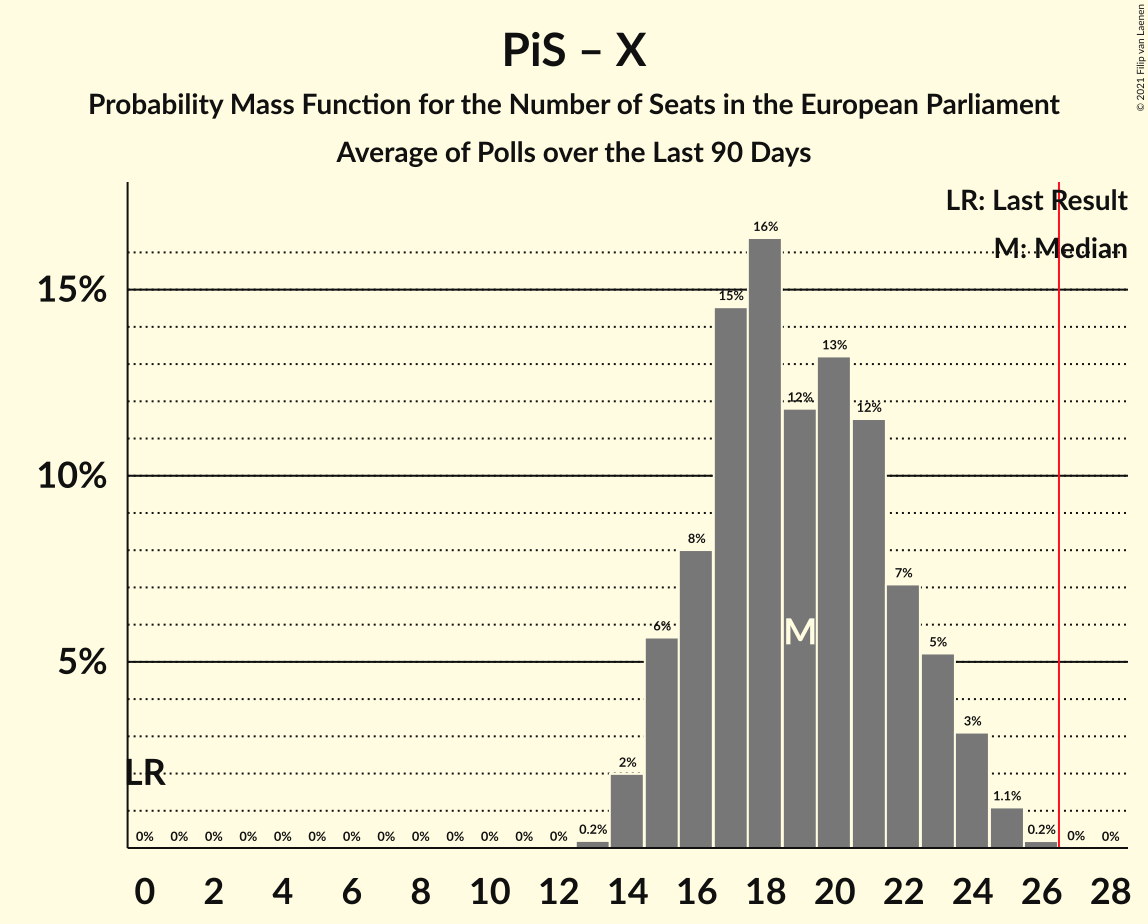 PiS – X
Probability Mass Function for the Number of Seats in the European Parliament
Average of Polls over the Last 90 Days
© 2021 Filip van Laenen
LR: Last Result
M: Median
15%
10%
5%
16%
15%
13%
12%
12%
8%
7%
6%
5%
3%
2%
1.1%
0.2%
0.2%
M
LR
0% 0% 0% 0% 0% 0% 0% 0% 0% 0% 0% 0% 0% 0% 0%
0 2 4 6 8 10 12 14 16 18 20 22 24 26 28